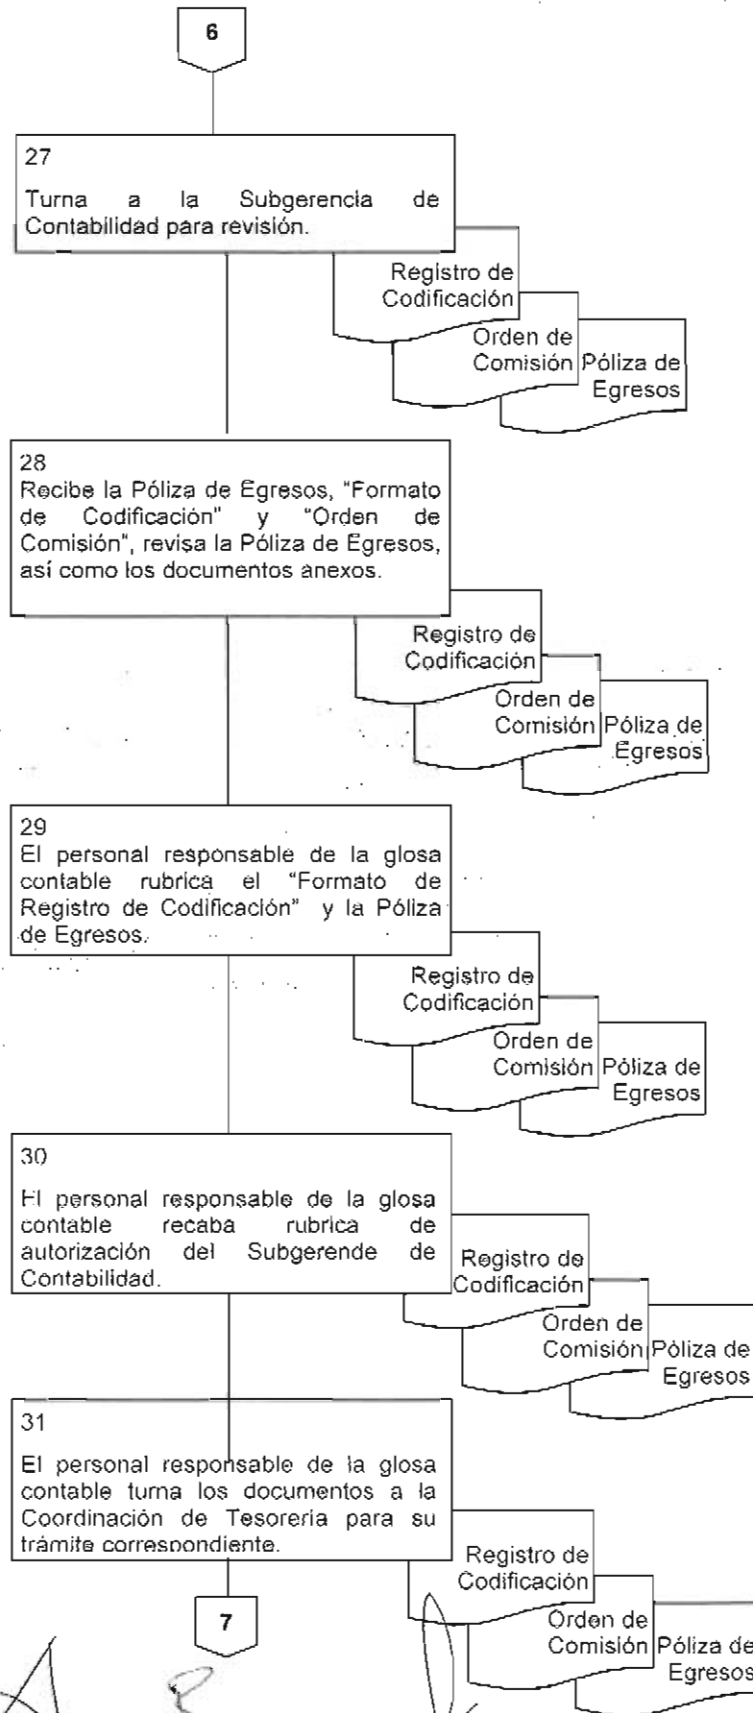 6
27
Turna a la Subgerencia de
Contabilidad para revisión.
Registro de
Codificación
Orden de
Comisión
Póliza de
Egresos
28
Recibe la Póliza de Egresos, “Formato
de Codificación” y “Orden de
Comisión”, revisa la Póliza de Egresos,
así como los documentos anexos.
Registro de
Codificación
Orden de
Comisión
Póliza de
Egresos
29
El personal responsable de la glosa
contable rubrica el “Formato de
Registro de Codificación” y la Póliza
de Egresos.
Registro de
Codificación
Orden de
Comisión
Póliza de
Egresos
30
El personal responsable de la glosa
contable recaba rubrica de
autorización del Subgerende de
Contabilidad.
Registro de
Codificación
Orden de
Comisión
Póliza de
Egresos
31
El personal responsable de la glosa
contable turna los documentos a la
Coordinación de Tesorería para su
trámite correspondiente.
Registro de
Codificación
Orden de
Comisión
Póliza de
Egresos
7